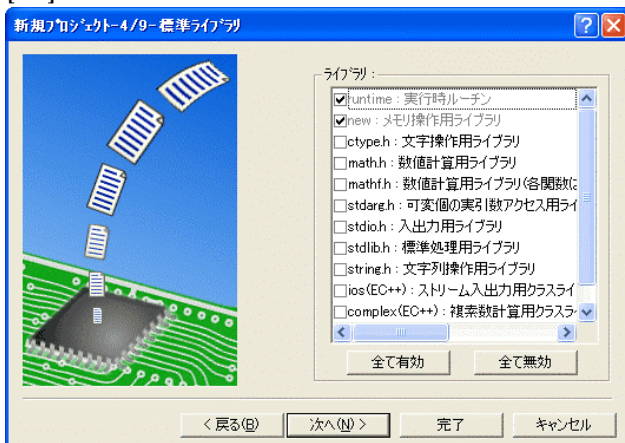 新規プロジェクト-4/9-標準ライブラリ
ライブラリ：
runtime：実行時ルーチン
new：メモリ操作用ライブラリ
ctype.h：文字操作用ライブラリ
math.h：数値計算用ライブラリ
mathf.h：数値計算用ライブラリ(各関数は
stdarg.h：可変個の実引数アクセス用ライ
stdio.h：入出力用ライブラリ
stdlib.h：標準処理用ライブラリ
string.h：文字列操作用ライブラリ
ios(EC++)：ストリーム入出力用クラスライ
complex(EC++)：複素数計算用クラスラ
全て有効 全て無効
< 戻る(B) 次へ(N) > 完了 キャンセル